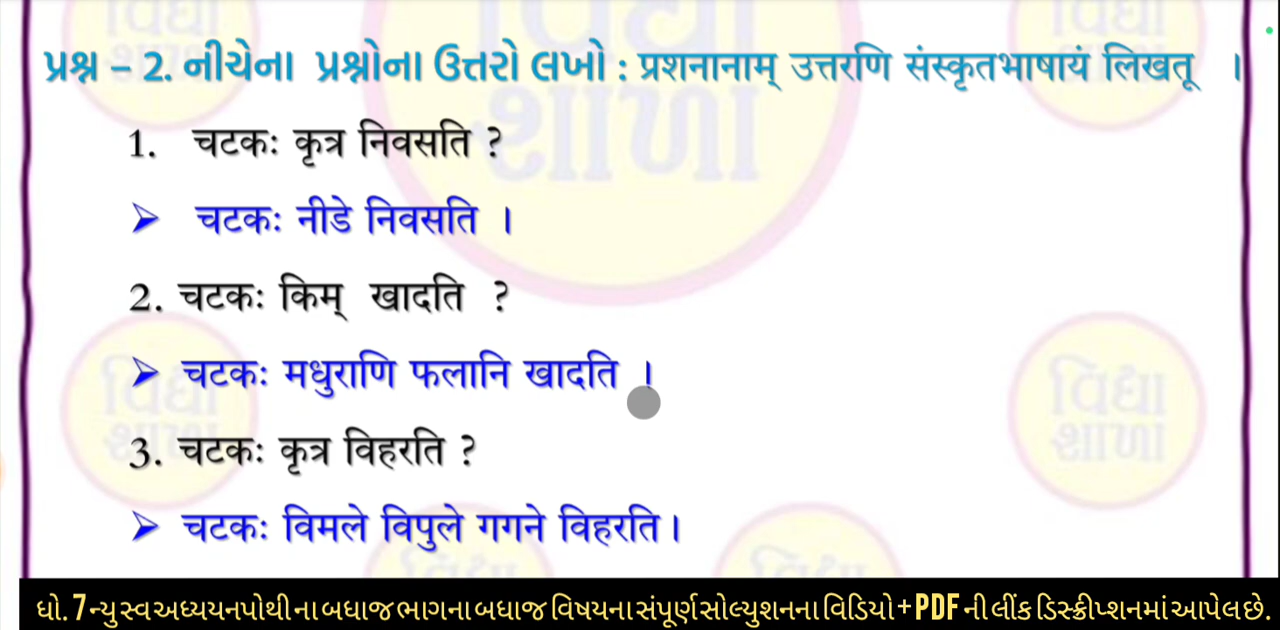 પ્રશ્ન – 2. નીચેના પ્રશ્નોના ઉત્તરો લખો : प्रशनानाम् उत्तरणि संस्कृतभाषायं लिखतू ।
1. चटकः कृत्र निवसति ?
➢ चटकः नीडे निवसति ।
2. चटकः किम् खादति ?
➢ चटकः मधुराणि फलानि खादति ।
3. चटकः कृत्र विहरति ?
➢ चटकः विमले विपुले गगने विहरति ।
વિદ્યા
શાળા
ધો. 7 ન્યુ સ્વઅધ્યયનપોથી ના બધાજ ભાગના બધાજ વિષયના સંપૂર્ણ સોલ્યુશનના વિડિયો + PDF ની લીંક ડિસ્ક્રીપ્શનમાં આપેલ છે.